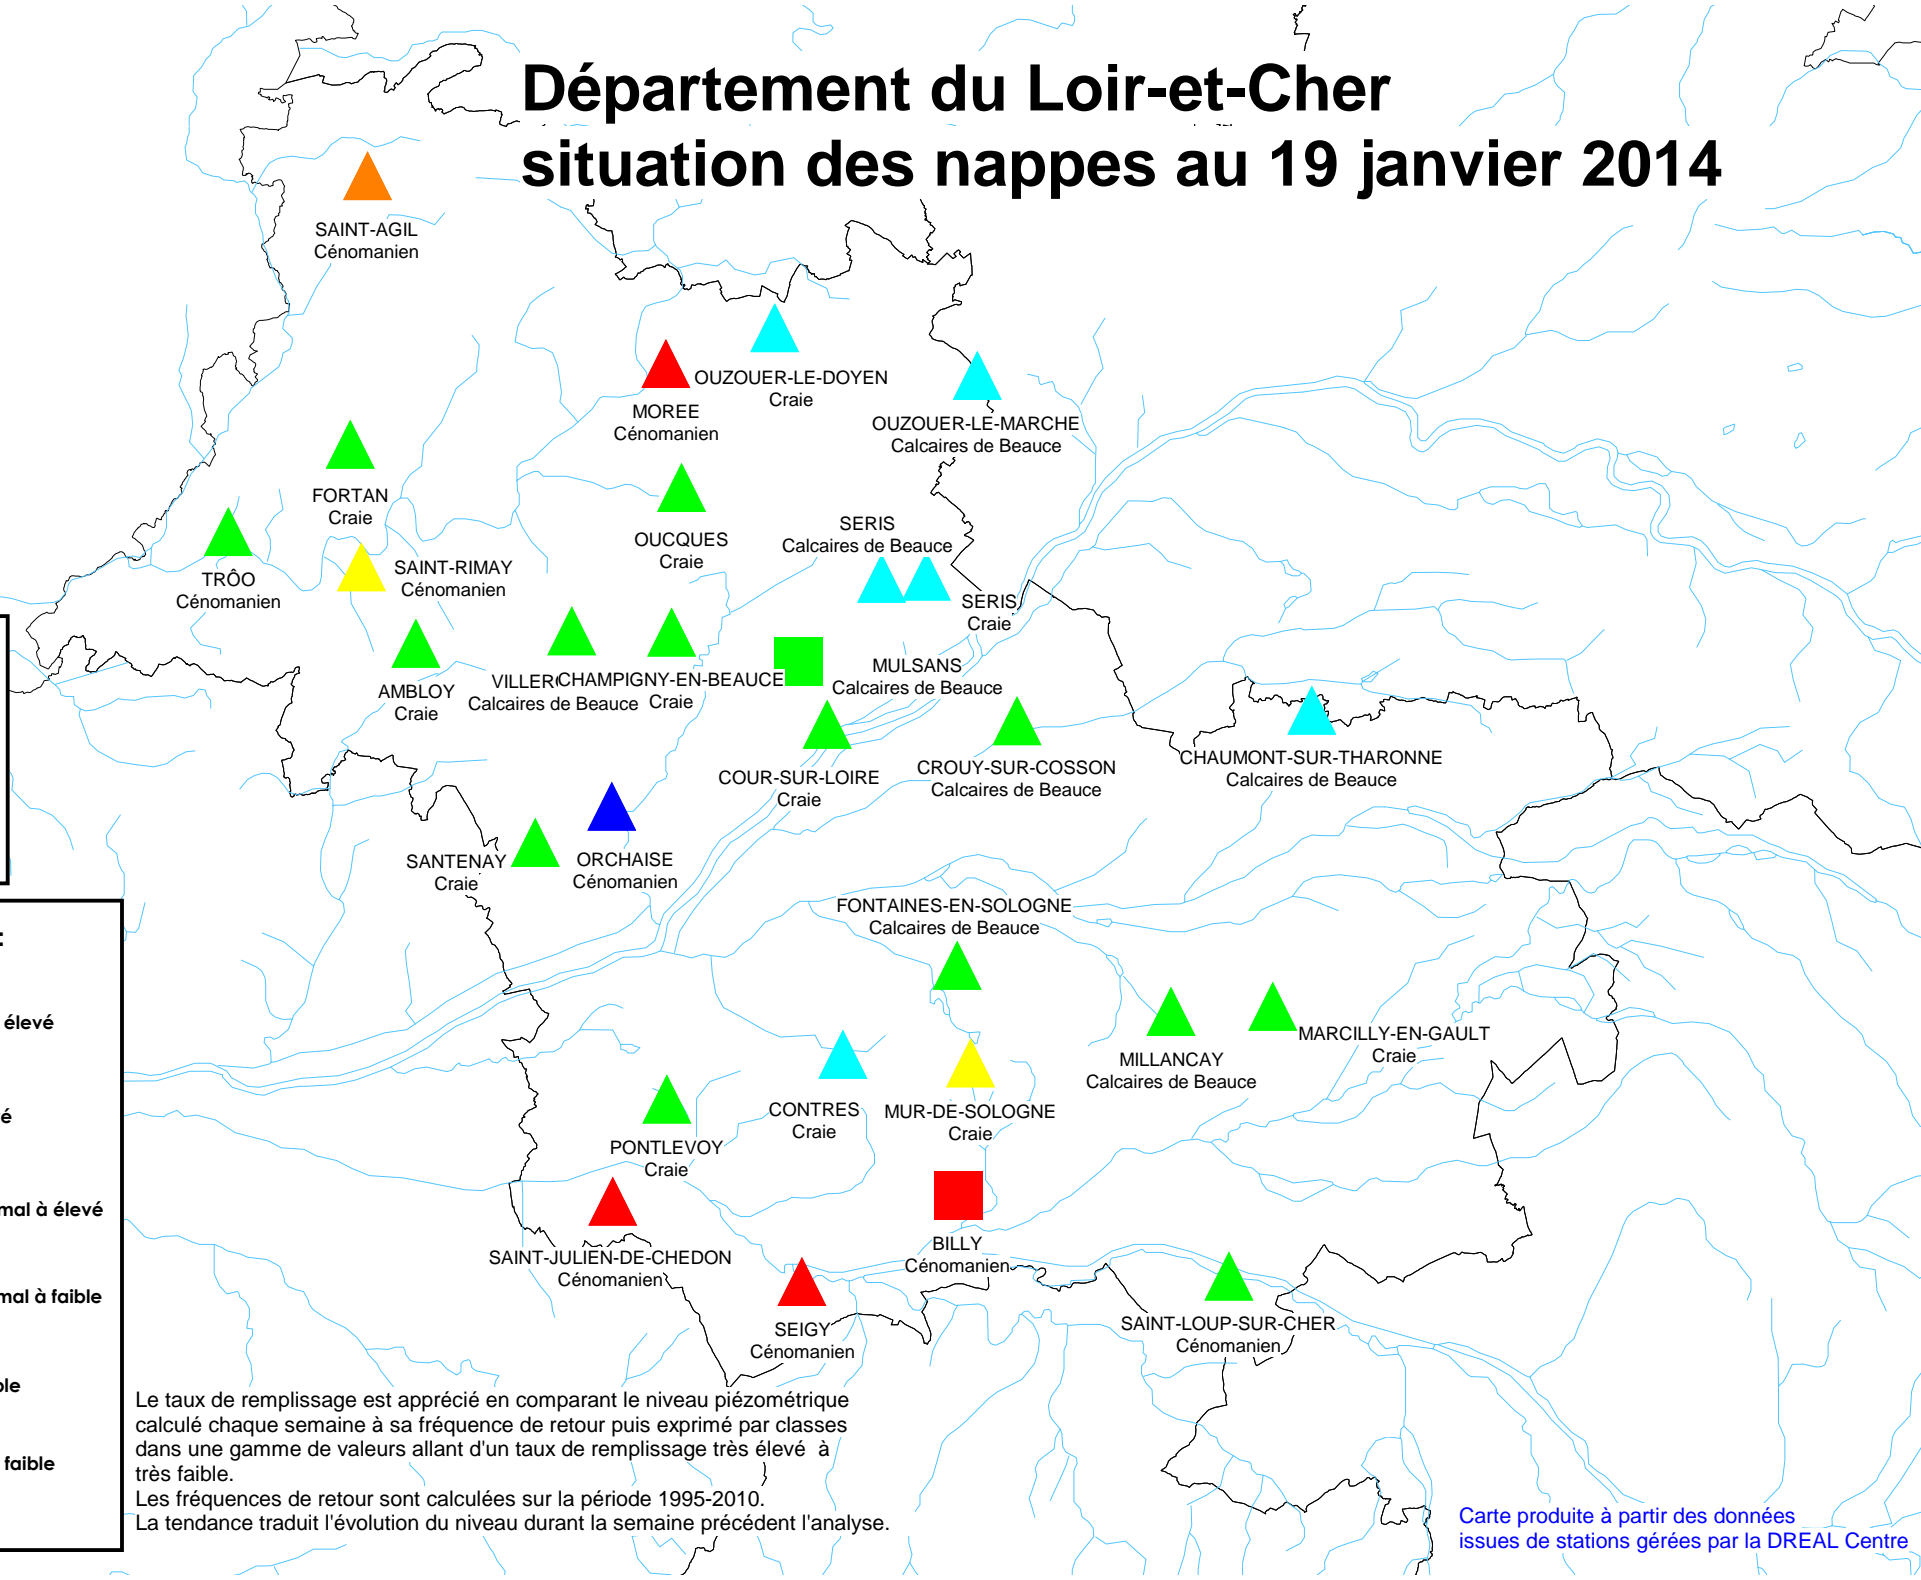 Département du Loir-et-Cher
situation des nappes au 19 janvier 2014
SAINT-AGIL
Cénomanien
OUZOUER-LE-DOYEN
Craie
MOREE
Cénomanien
OUZOUER-LE-MARCHE
Calcaires de Beauce
FORTAN
Craie
OUCQUES
Craie
SERIS
Calcaires de Beauce
TRÔO
Cénomanien
SAINT-RIMAY
Cénomanien
SERIS
Craie
AMBLOY
Craie
Calcaires de Beauce
CHAMPIGNY-EN-BEAUCE
Craie
MULSANS
Calcaires de Beauce
COUR-SUR-LOIRE
Craie
CROUY-SUR-COSSON
Calcaires de Beauce
CHAUMONT-SUR-THARONNE
Calcaires de Beauce
SANTENAY
Craie
ORCHAISE
Cénomanien
FONTAINES-EN-SOLOGNE
Calcaires de Beauce
MILLANCAY
Calcaires de Beauce
MARCILLY-EN-GAULT
Craie
CONTRES
Craie
MUR-DE-SOLOGNE
Craie
PONTLEVOY
Craie
SAINT-JULIEN-DE-CHEDON
Cénomanien
BILLY
Cénomanien
SEIGY
Cénomanien
SAINT-LOUP-SUR-CHER
Cénomanien
:
élevé
à élevé
à faible
faible
Le taux de remplissage est apprécié en comparant le niveau piézométrique
calculé chaque semaine à sa fréquence de retour puis exprimé par classes
dans une gamme de valeurs allant d'un taux de remplissage très élevé à
très faible.
Les fréquences de retour sont calculées sur la période 1995-2010.
La tendance traduit l'évolution du niveau durant la semaine précédent l'analyse.
Carte produite à partir des données
issues de stations gérées par la DREAL Centre